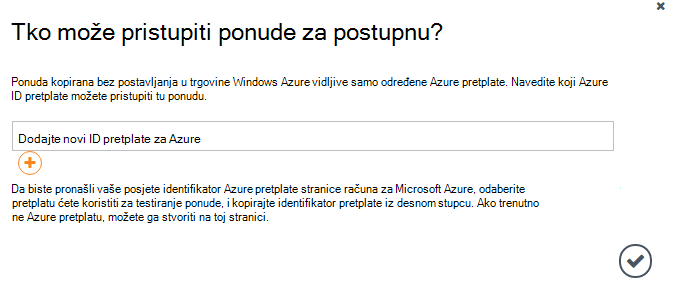 Tko može pristupiti ponude za postupnu?
Ponuda kopirana bez postavljanja u trgovine Windows Azure vidljive samo određene Azure pretplate. Navedite koji Azure
ID pretplate možete pristupiti tu ponudu.
Dodajte novi ID pretplate za Azure
Da biste pronašli vaše posjete identifikator Azure pretplate stranice računa za Microsoft Azure, odaberite
pretplatu ćete koristiti za testiranje ponude, i kopirajte identifikator pretplate iz desnom stupcu. Ako trenutno
ne Azure pretplatu, možete ga stvoriti na toj stranici.